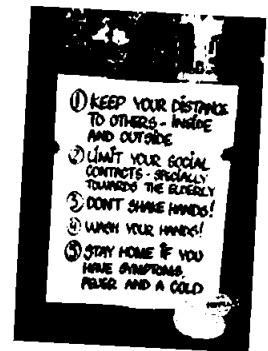 ① KEEP YOUR DISTANCE
TO OTHERS - INSIDE
AND OUTSIDE
② LIMIT YOUR SOCIAL
CONTACTS - SPECIALLY
TOWARDS THE ELDERLY
③ DON'T SHAKE HANDS!
④ WASH YOUR HANDS!
⑤ STAY HOME IF YOU
HAVE SYMPTOMS,
FEVER AND A COLD